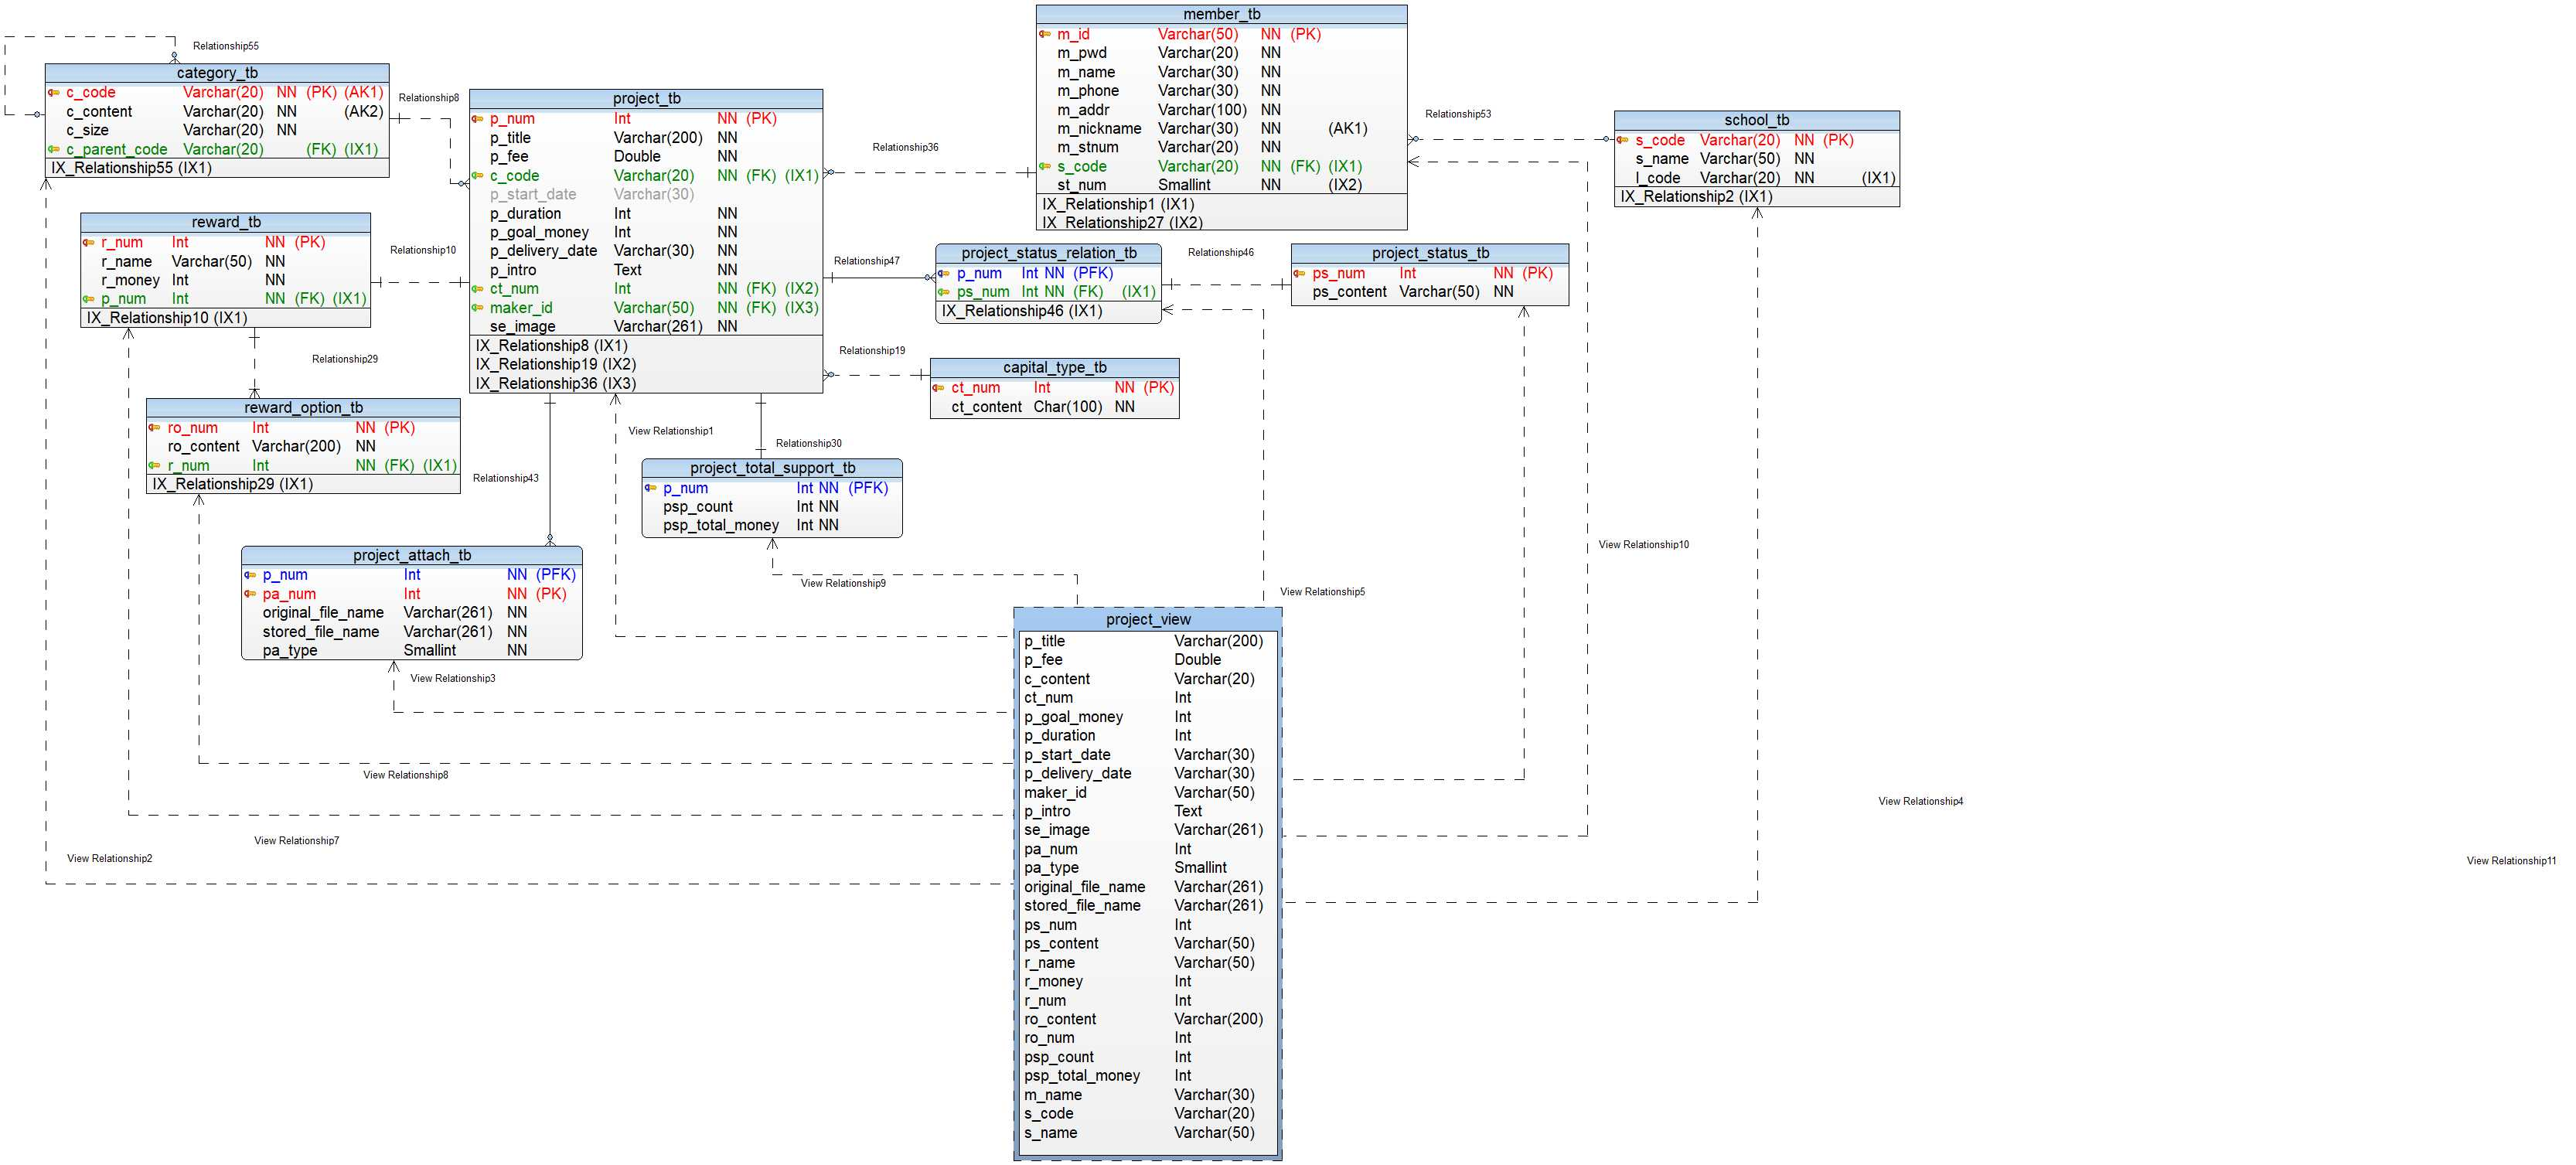 Relationship55
category_tb
c_code Varchar(20) NN (PK) (AK1)
c_content Varchar(20) NN (AK2)
c_size Varchar(20) NN
c_parent_code Varchar(20) (FK) (IX1)
IX_Relationship55 (IX1)
Relationship8
project_tb
p_num Int NN (PK)
p_title Varchar(200) NN
p_fee Double NN
c_code Varchar(20) NN (FK) (IX1)
p_start_date Varchar(30)
p_duration Int NN
p_goal_money Int NN
p_delivery_date Varchar(30) NN
p_intro Text NN
ct_num Int NN (FK) (IX2)
maker_id Varchar(50) NN (FK) (IX3)
se_image Varchar(261) NN
IX_Relationship8 (IX1)
IX_Relationship19 (IX2)
IX_Relationship36 (IX3)
Relationship36
member_tb
m_id Varchar(50) NN (PK)
m_pwd Varchar(20) NN
m_name Varchar(30) NN
m_phone Varchar(30) NN
m_addr Varchar(100) NN
m_nickname Varchar(30) NN (AK1)
m_stnum Varchar(20) NN
s_code Varchar(20) NN (FK) (IX1)
st_num Smallint NN (IX2)
IX_Relationship1 (IX1)
IX_Relationship27 (IX2)
Relationship53
school_tb
s_code Varchar(20) NN (PK)
s_name Varchar(50) NN
l_code Varchar(20) NN (IX1)
IX_Relationship2 (IX1)
reward_tb
r_num Int NN (PK)
r_name Varchar(50) NN
r_money Int NN
p_num Int NN (FK) (IX1)
IX_Relationship10 (IX1)
Relationship10
Relationship47
project_status_relation_tb
p_num Int NN (PFK)
ps_num Int NN (FK) (IX1)
IX_Relationship46 (IX1)
Relationship46
project_status_tb
ps_num Int NN (PK)
ps_content Varchar(50) NN
Relationship29
Relationship19
capital_type_tb
ct_num Int NN (PK)
ct_content Char(100) NN
reward_option_tb
ro_num Int NN (PK)
ro_content Varchar(200) NN
r_num Int NN (FK) (IX1)
IX_Relationship29 (IX1)
View Relationship1
Relationship30
Relationship43
project_total_support_tb
p_num Int NN (PFK)
psp_count Int NN
psp_total_money Int NN
project_attach_tb
p_num Int NN (PFK)
pa_num Int NN (PK)
original_file_name Varchar(261) NN
stored_file_name Varchar(261) NN
pa_type Smallint NN
View Relationship10
View Relationship9
View Relationship5
View Relationship3
View Relationship8
View Relationship4
View Relationship7
View Relationship2
View Relationship11
project_view
p_title Varchar(200)
p_fee Double
c_content Varchar(20)
ct_num Int
p_goal_money Int
p_duration Int
p_start_date Varchar(30)
p_delivery_date Varchar(30)
maker_id Varchar(50)
p_intro Text
se_image Varchar(261)
pa_num Int
pa_type Smallint
original_file_name Varchar(261)
stored_file_name Varchar(261)
ps_num Int
ps_content Varchar(50)
r_name Varchar(50)
r_money Int
r_num Int
ro_content Varchar(200)
ro_num Int
psp_count Int
psp_total_money Int
m_name Varchar(30)
s_code Varchar(20)
s_name Varchar(50)